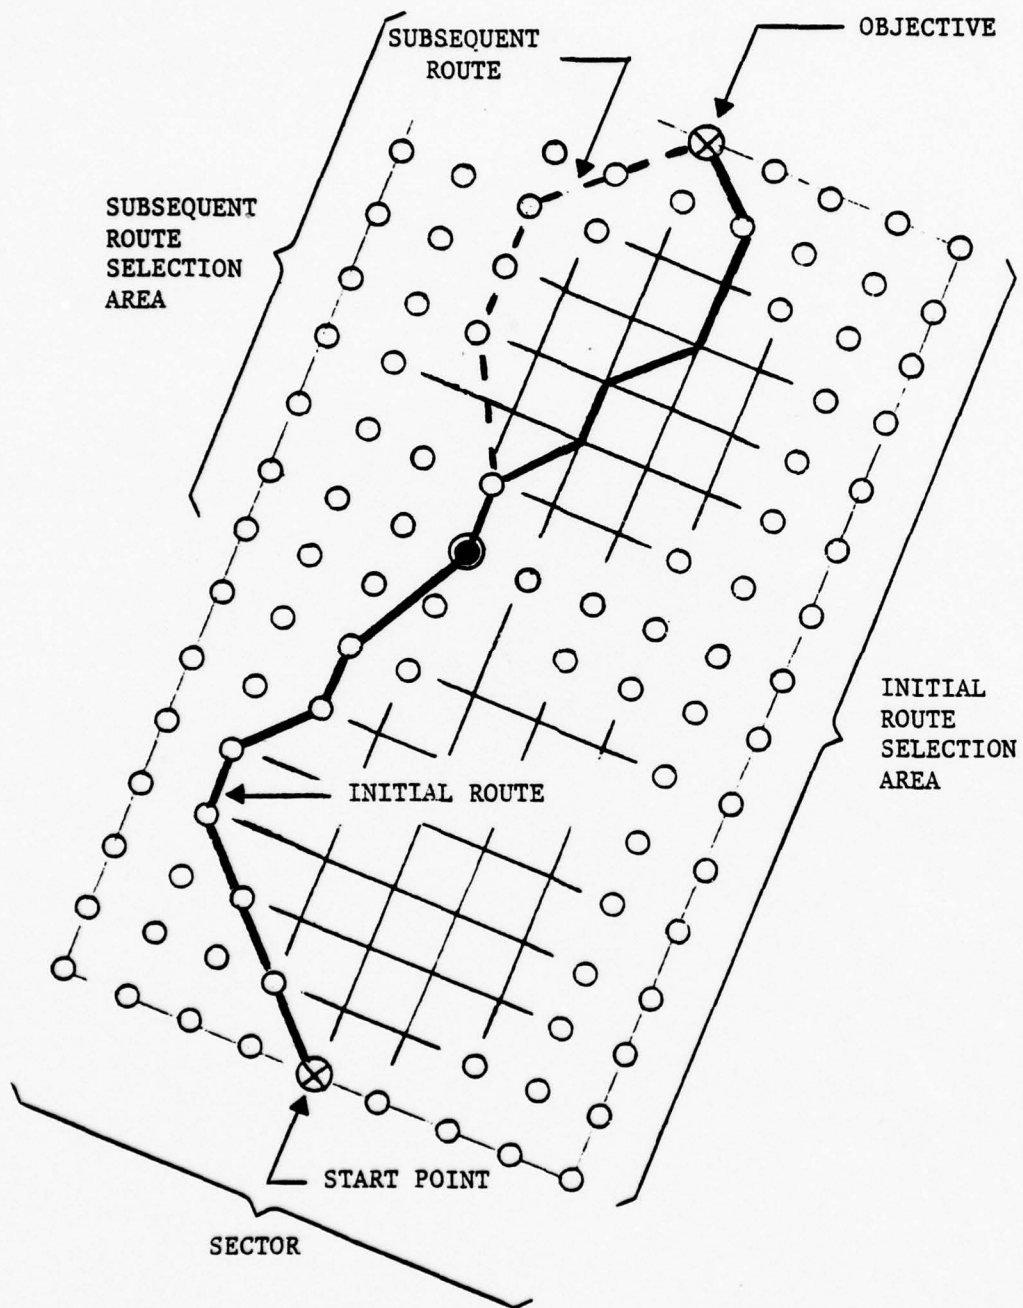 SUBSEQUENT
ROUTE
OBJECTIVE
SUBSEQUENT
ROUTE
SELECTION
AREA
INITIAL
ROUTE
SELECTION
AREA
INITIAL ROUTE
START POINT
SECTOR